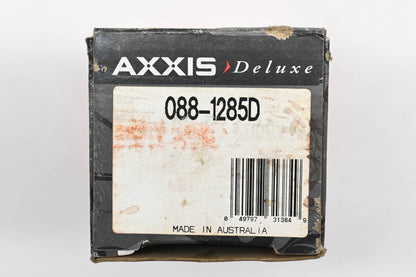 AXXIS Deluxe
088-1285D
0 49797 31384 9
MADE IN AUSTRALIA